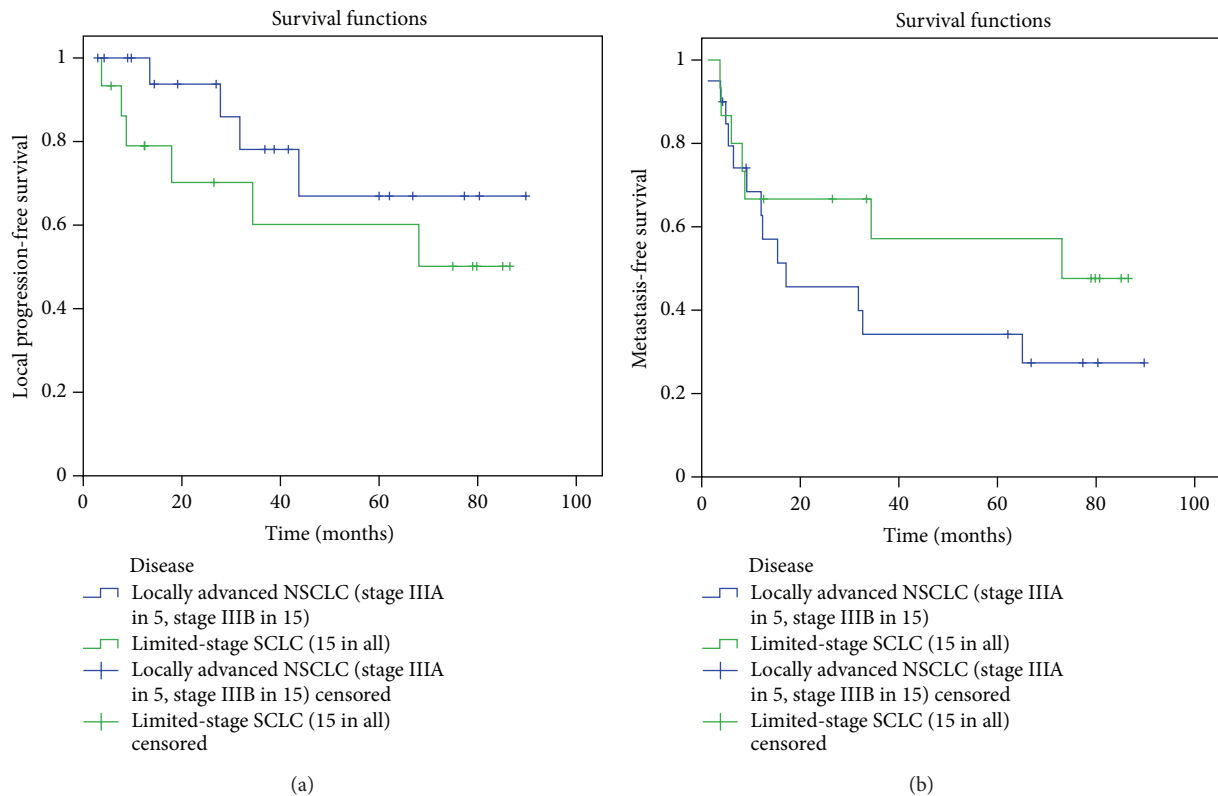 Survival functions
Local progression-free survival
1
0.8
0.6
0.4
0.2
0
0 20 40 60 80 100
Time (months)
Disease
Locally advanced NSCLC (stage IIIA
in 5, stage IIIB in 15)
Limited-stage SCLC (15 in all)
Locally advanced NSCLC (stage IIIA
in 5, stage IIIB in 15) censored
Limited-stage SCLC (15 in all)
censored
(a)
Survival functions
Metastasis-free survival
1
0.8
0.6
0.4
0.2
0
0 20 40 60 80 100
Time (months)
Disease
Locally advanced NSCLC (stage IIIA
in 5, stage IIIB in 15)
Limited-stage SCLC (15 in all)
Locally advanced NSCLC (stage IIIA
in 5, stage IIIB in 15) censored
Limited-stage SCLC (15 in all)
censored
(b)